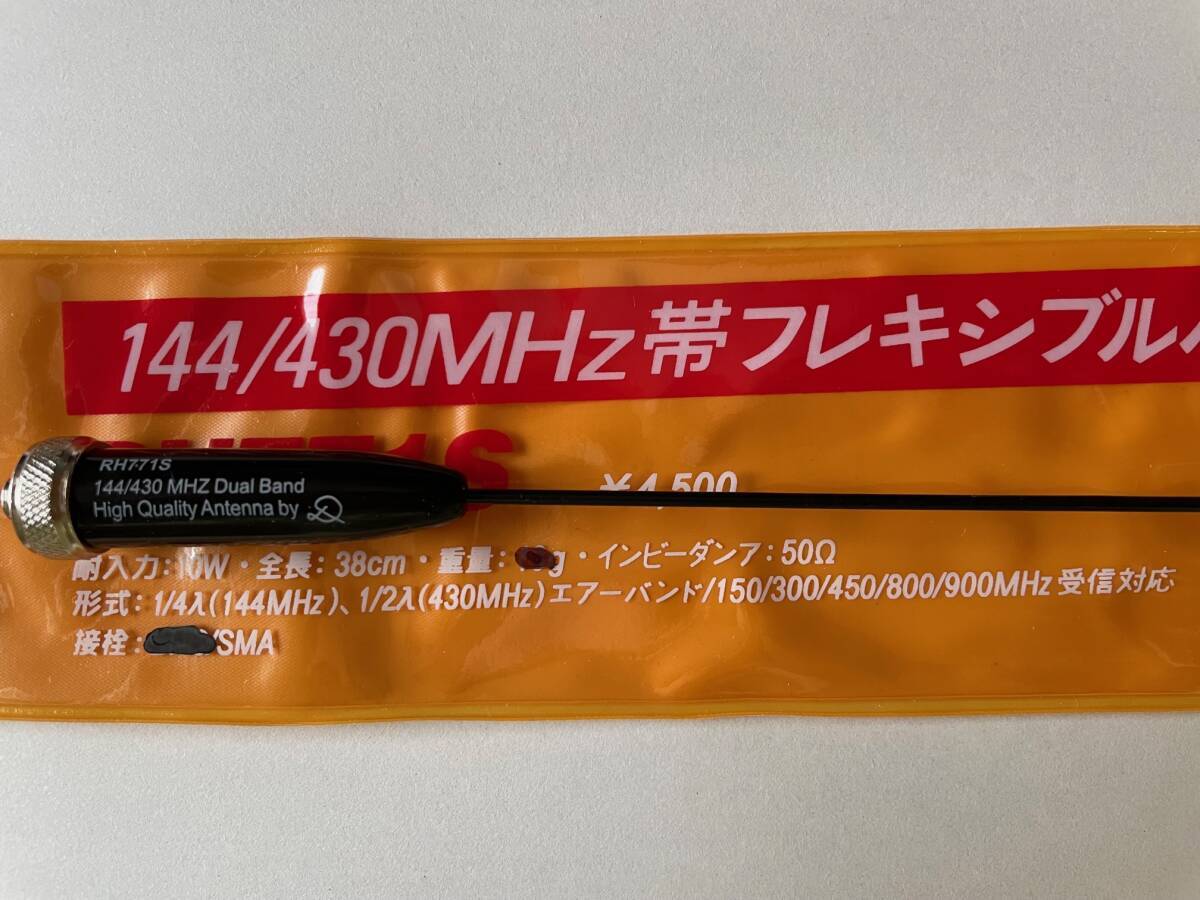 144/430MHz帯フレキシブル
RH771S
144/430 MHZ Dual Band
High Quality Antenna by
¥4,500
耐入力:10W・全長:38cm・重量: g・インビーダンフ:50Ω
形式:1/4λ(144MHz)、1/2λ(430MHz)エアーバンド/150/300/450/800/900MHz受信対応
接栓: /SMA